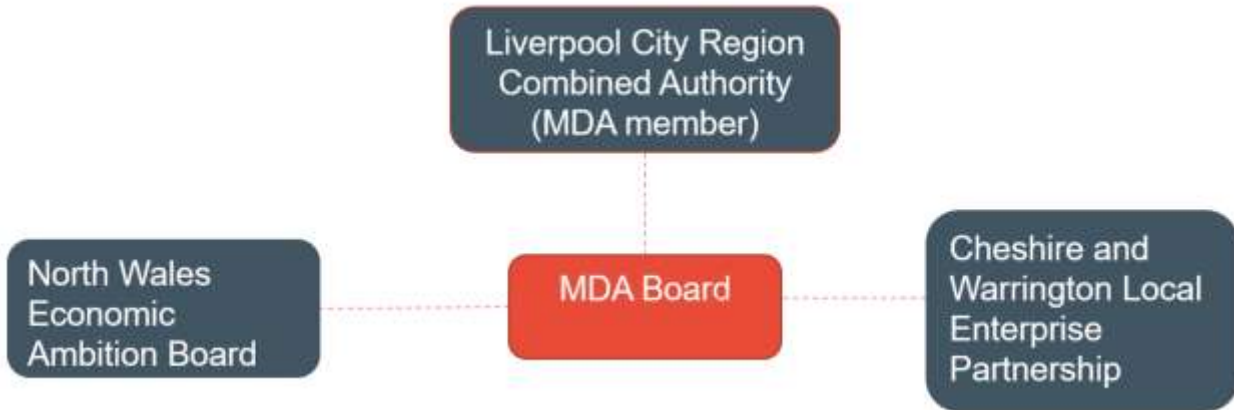 Liverpool City Region
Combined Authority
(MDA member)
North Wales
Economic
Ambition Board
MDA Board
Cheshire and
Warrington Local
Enterprise
Partnership